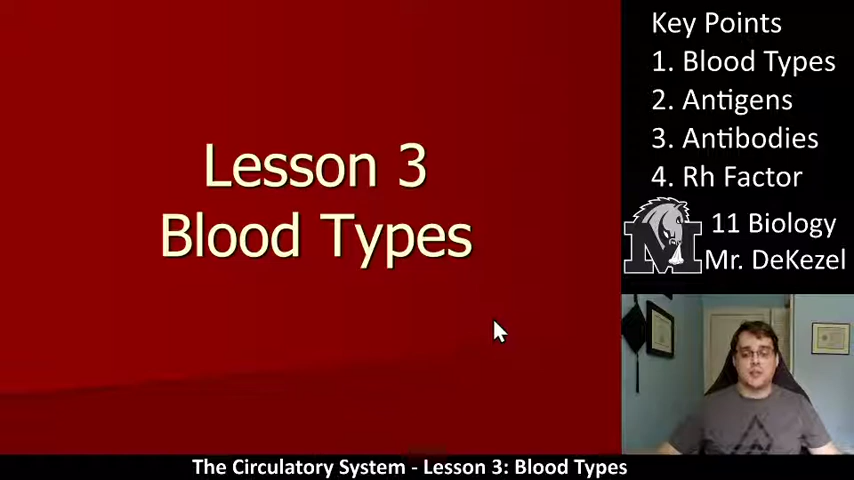 Lesson 3
Blood Types
Key Points
1. Blood Types
2. Antigens
3. Antibodies
4. Rh Factor
M
11 Biology
Mr. DeKezel
The Circulatory System - Lesson 3: Blood Types